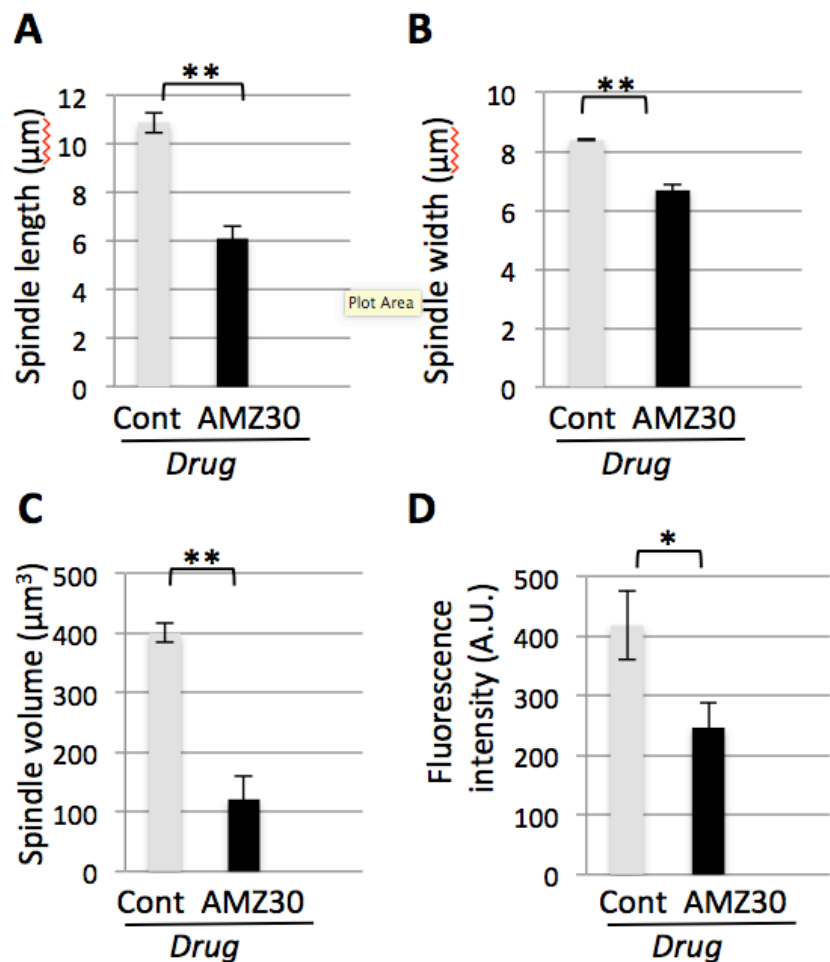 A
**
Spindle length (µm)
12
10
8
6
4
2
0
Cont AMZ30
Drug
B
**
Spindle width (µm)
10
8
6
4
2
0
Plot Area
Cont AMZ30
Drug
C
**
Spindle volume (µm³)
500
400
300
200
100
0
Cont AMZ30
Drug
D
*
Fluorescence
intensity (A.U.)
500
400
300
200
100
0
Cont AMZ30
Drug